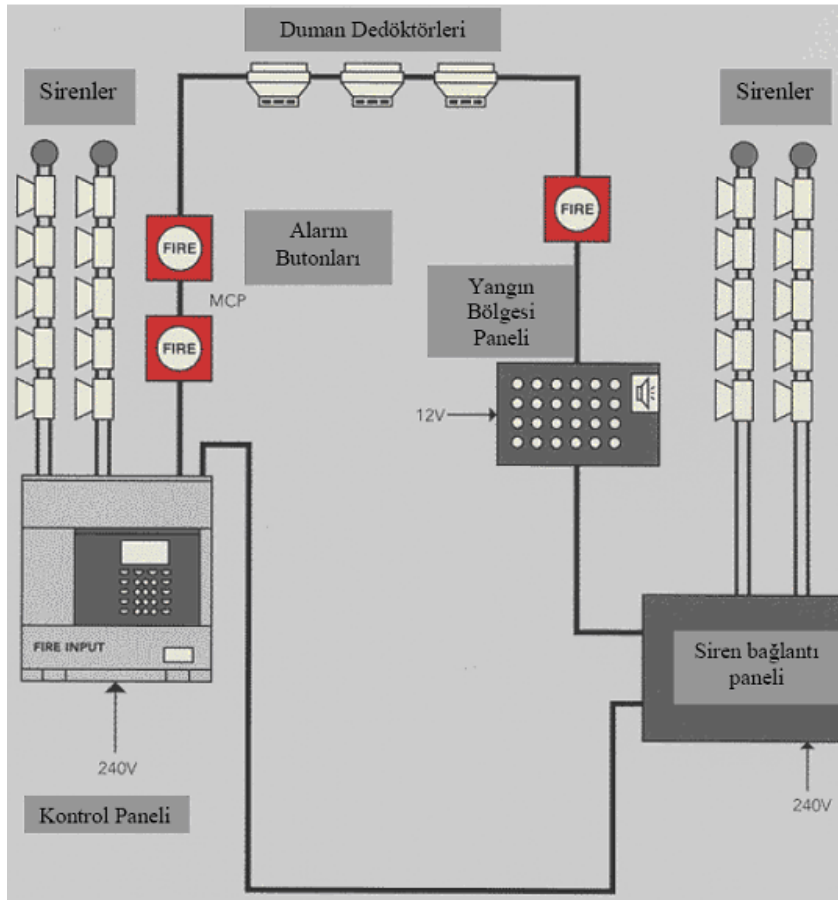 Duman Dedöktörleri
Sirenler
Sirenler
FIRE
FIRE
Alarm
Butonları
MCP
FIRE
Yangın
Bölgesi
Paneli
12V
FIRE INPUT
Siren bağlantı
paneli
240V
240V
Kontrol Paneli